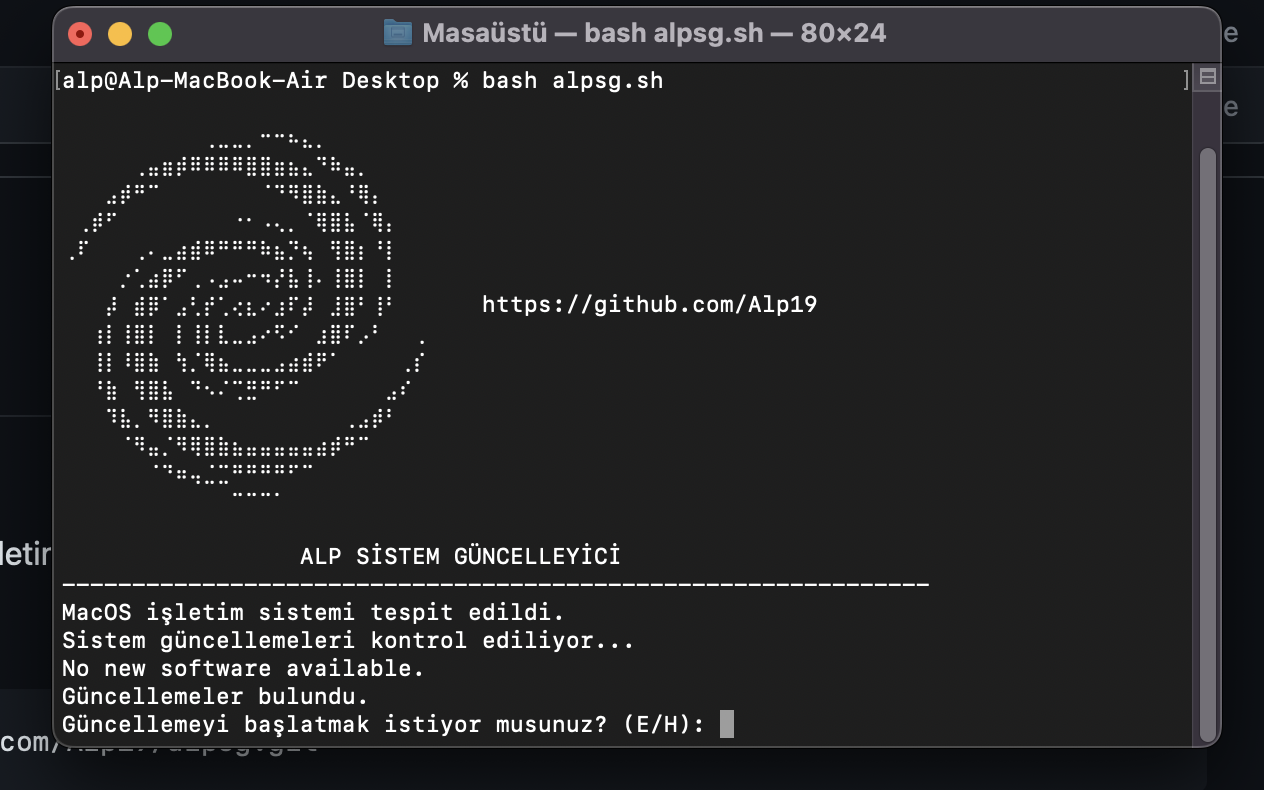 Masaüstü — bash alpsg.sh — 80×24
[alp@Alp-MacBook-Air Desktop % bash alpsg.sh ]
https://github.com/Alp19
ALP SİSTEM GÜNCELLEYİCİ
MacOS işletim sistemi tespit edildi.
Sistem güncellemeleri kontrol ediliyor...
No new software available.
Güncellemeler bulundu.
Güncellemeyi başlatmak istiyor musunuz? (E/H):
letir
com/
e
e